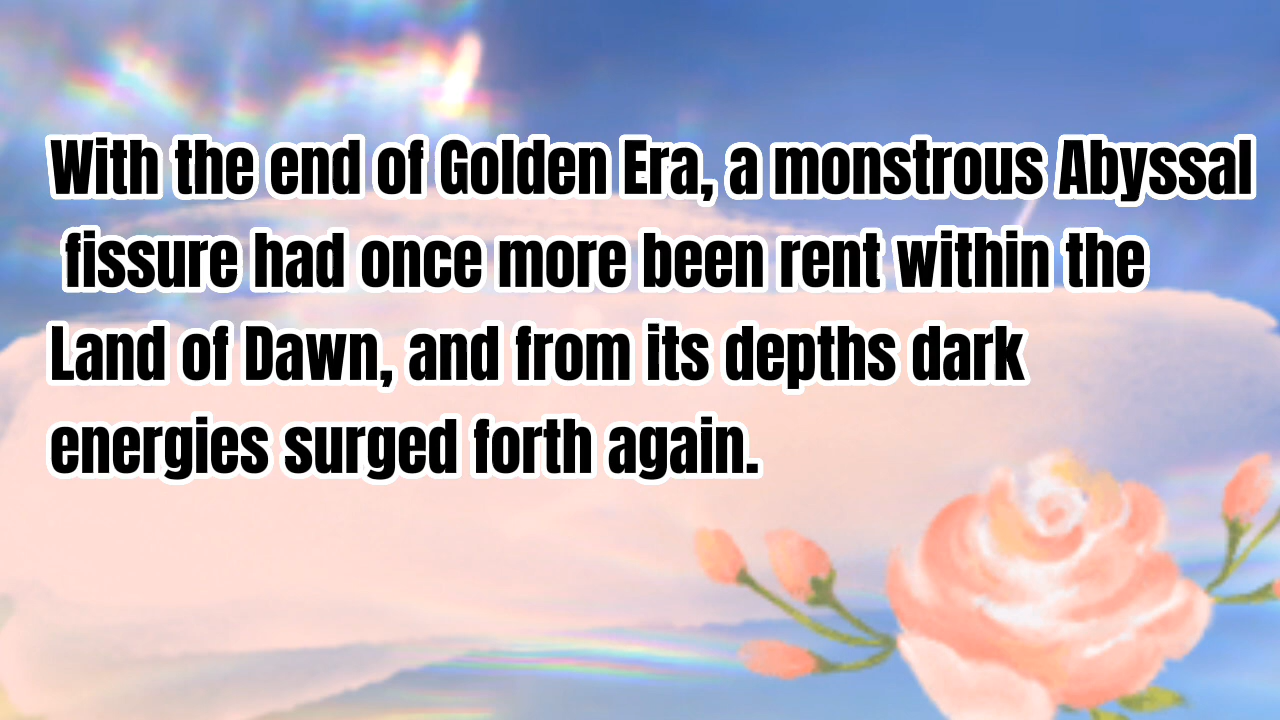 With the end of Golden Era, a monstrous Abyssal
fissure had once more been rent within the
Land of Dawn, and from its depths dark
energies surged forth again.